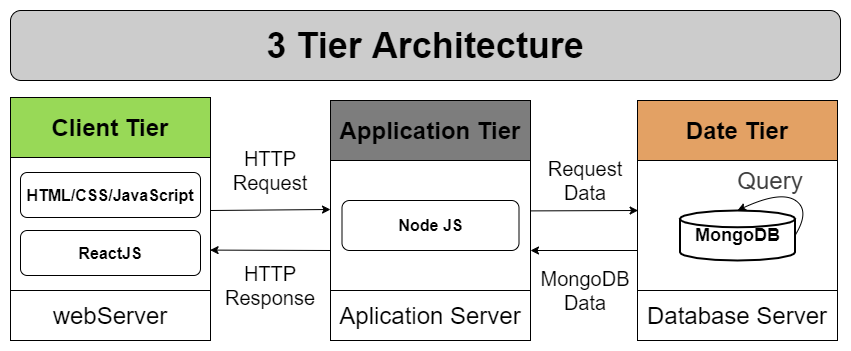 3 Tier Architecture
Client Tier
HTML/CSS/JavaScript
ReactJS
webServer
HTTP
Request
HTTP
Response
Application Tier
Node JS
Aplication Server
Request
Data
MongoDB
Data
Date Tier
Query
MongoDB
Database Server